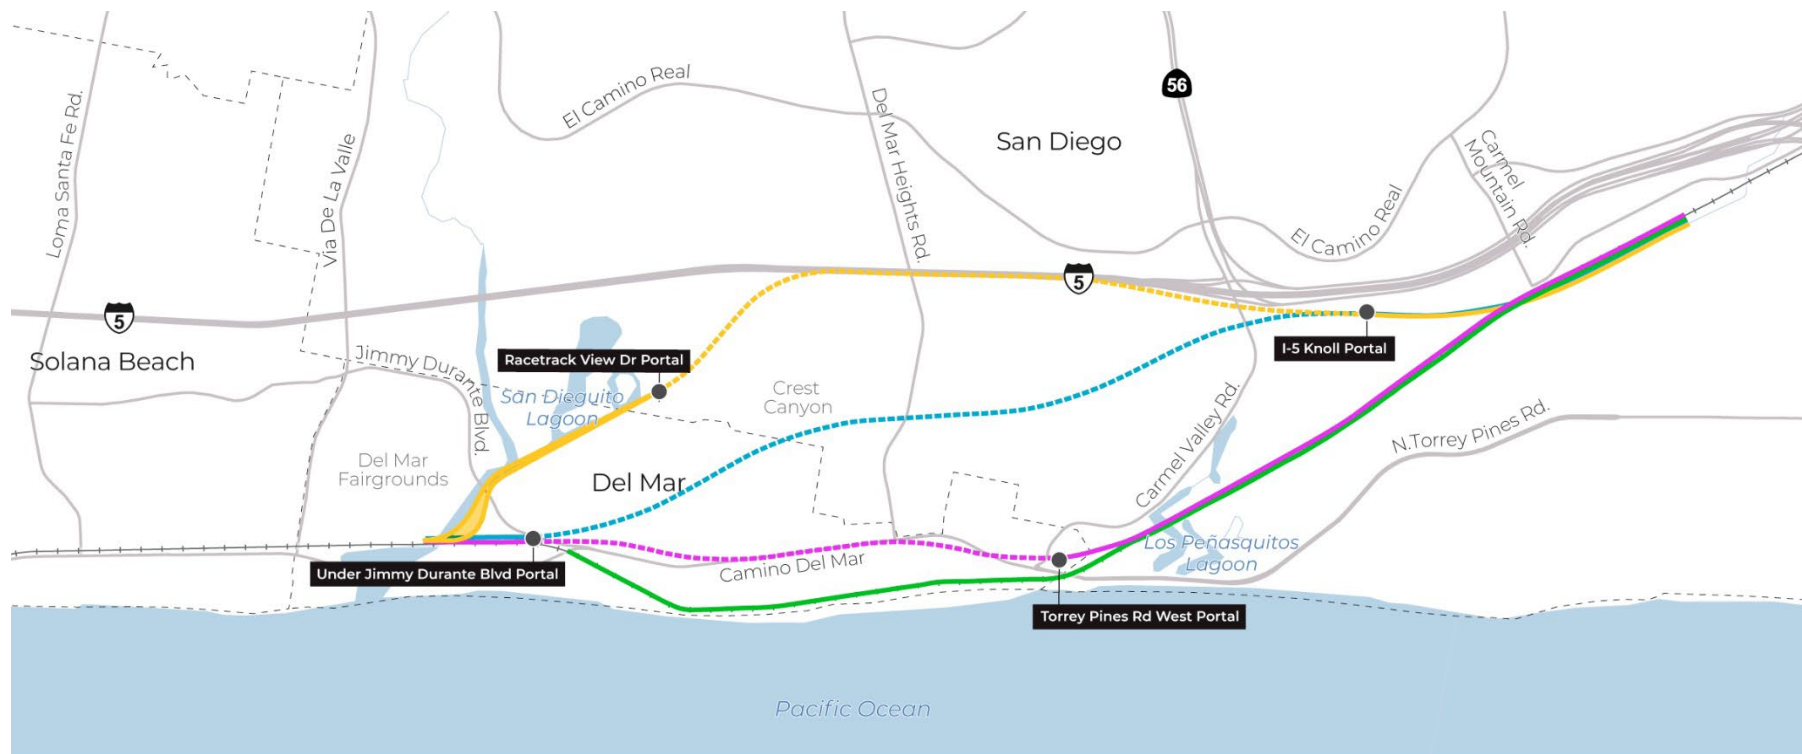 56
El Camino Real
San Diego
Loma Santa Fe Rd.
Via De La Valle
Del Mar Heights Rd.
Carmel
Mountain Rd.
El Camino Real
5
5
Solana Beach
Jimmy Durante Blvd.
Racetrack View Dr Portal
I-5 Knoll Portal
San Dieguito
Lagoon
Crest
Canyon
Carmel Valley Rd.
N.Torrey Pines Rd.
Del Mar
Fairgrounds
Del Mar
Los Peñasquitos
Lagoon
Camino Del Mar
Under Jimmy Durante Blvd Portal
Torrey Pines Rd West Portal
Pacific Ocean